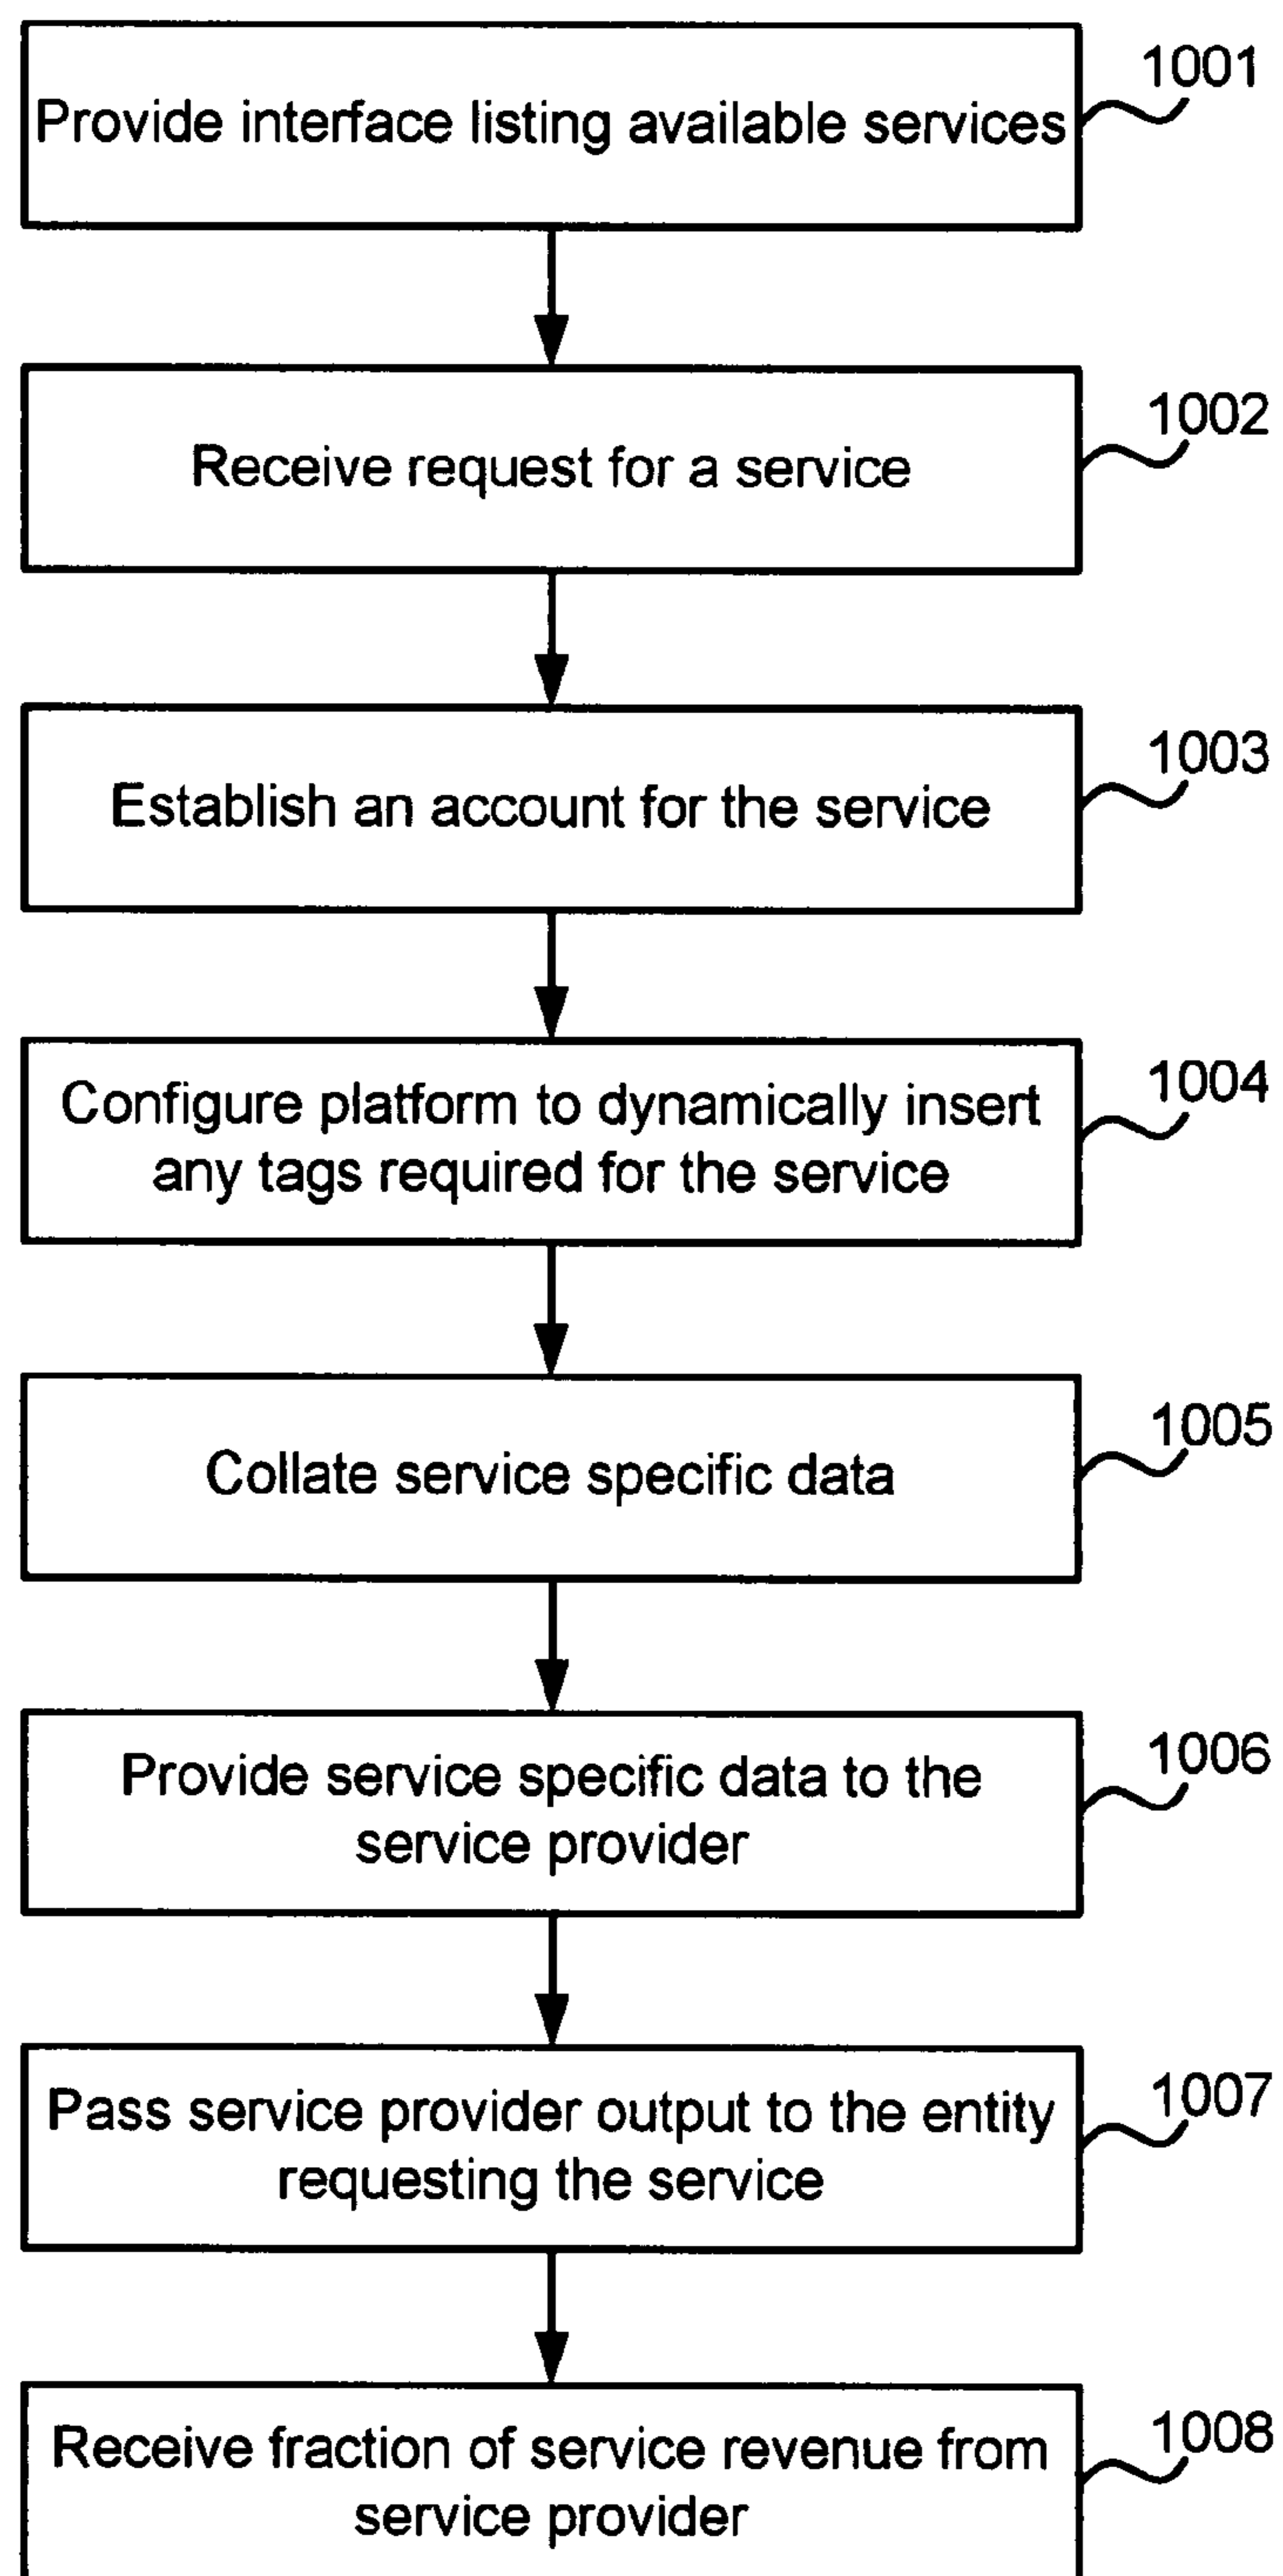 Provide interface listing available services
1001
Receive request for a service
1002
Establish an account for the service
1003
Configure platform to dynamically insert
any tags required for the service
1004
Collate service specific data
1005
Provide service specific data to the
service provider
1006
Pass service provider output to the entity
requesting the service
1007
Receive fraction of service revenue from
service provider
1008